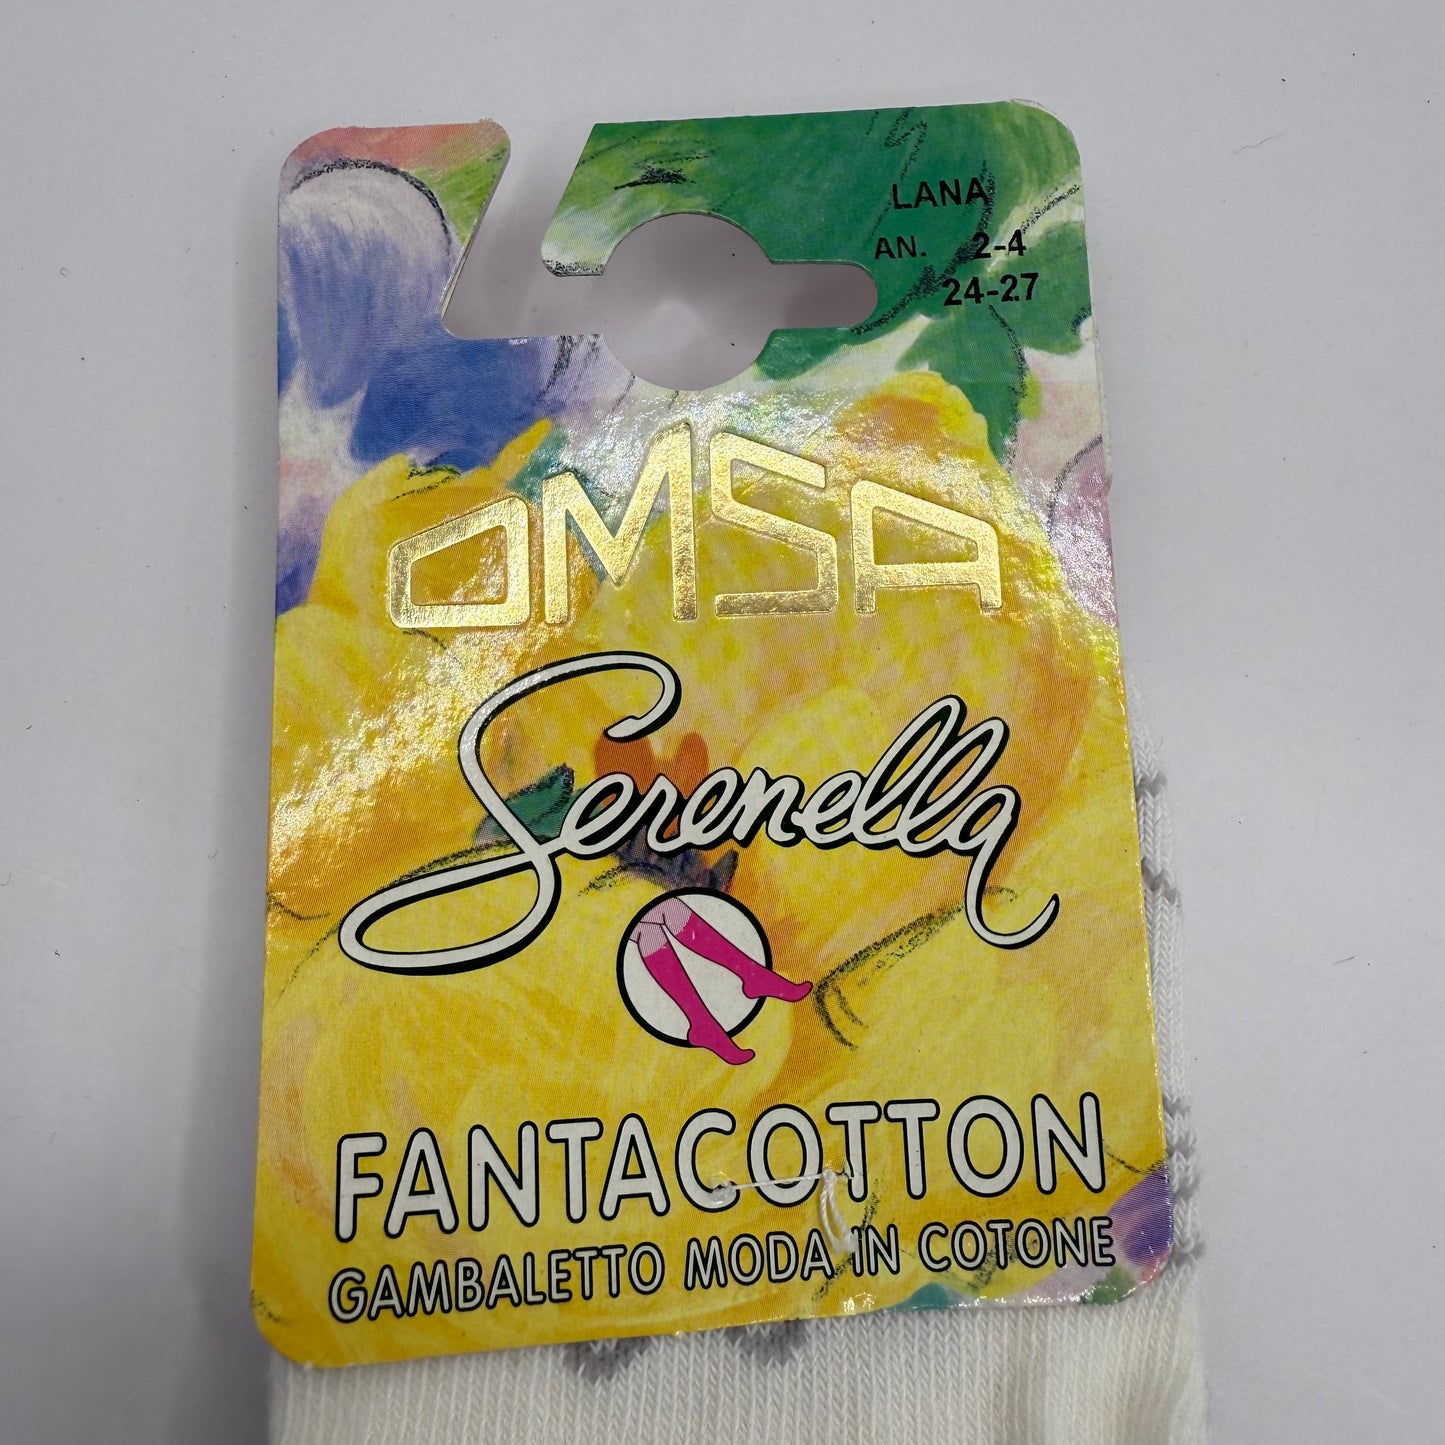 LANA
AN. 2-4
24-27
OMSA
Serenella
FANTACOTTON
GAMBALETTO MODA IN COTONE